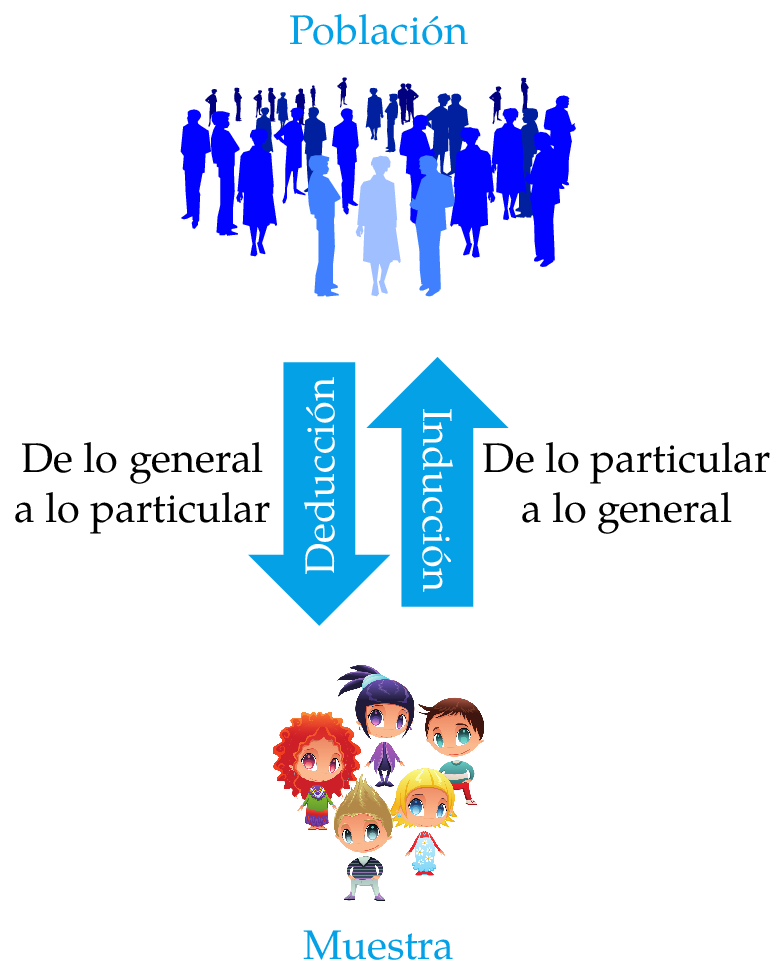 Población
De lo general
a lo particular
Deducción
Inducción
De lo particular
a lo general
Muestra